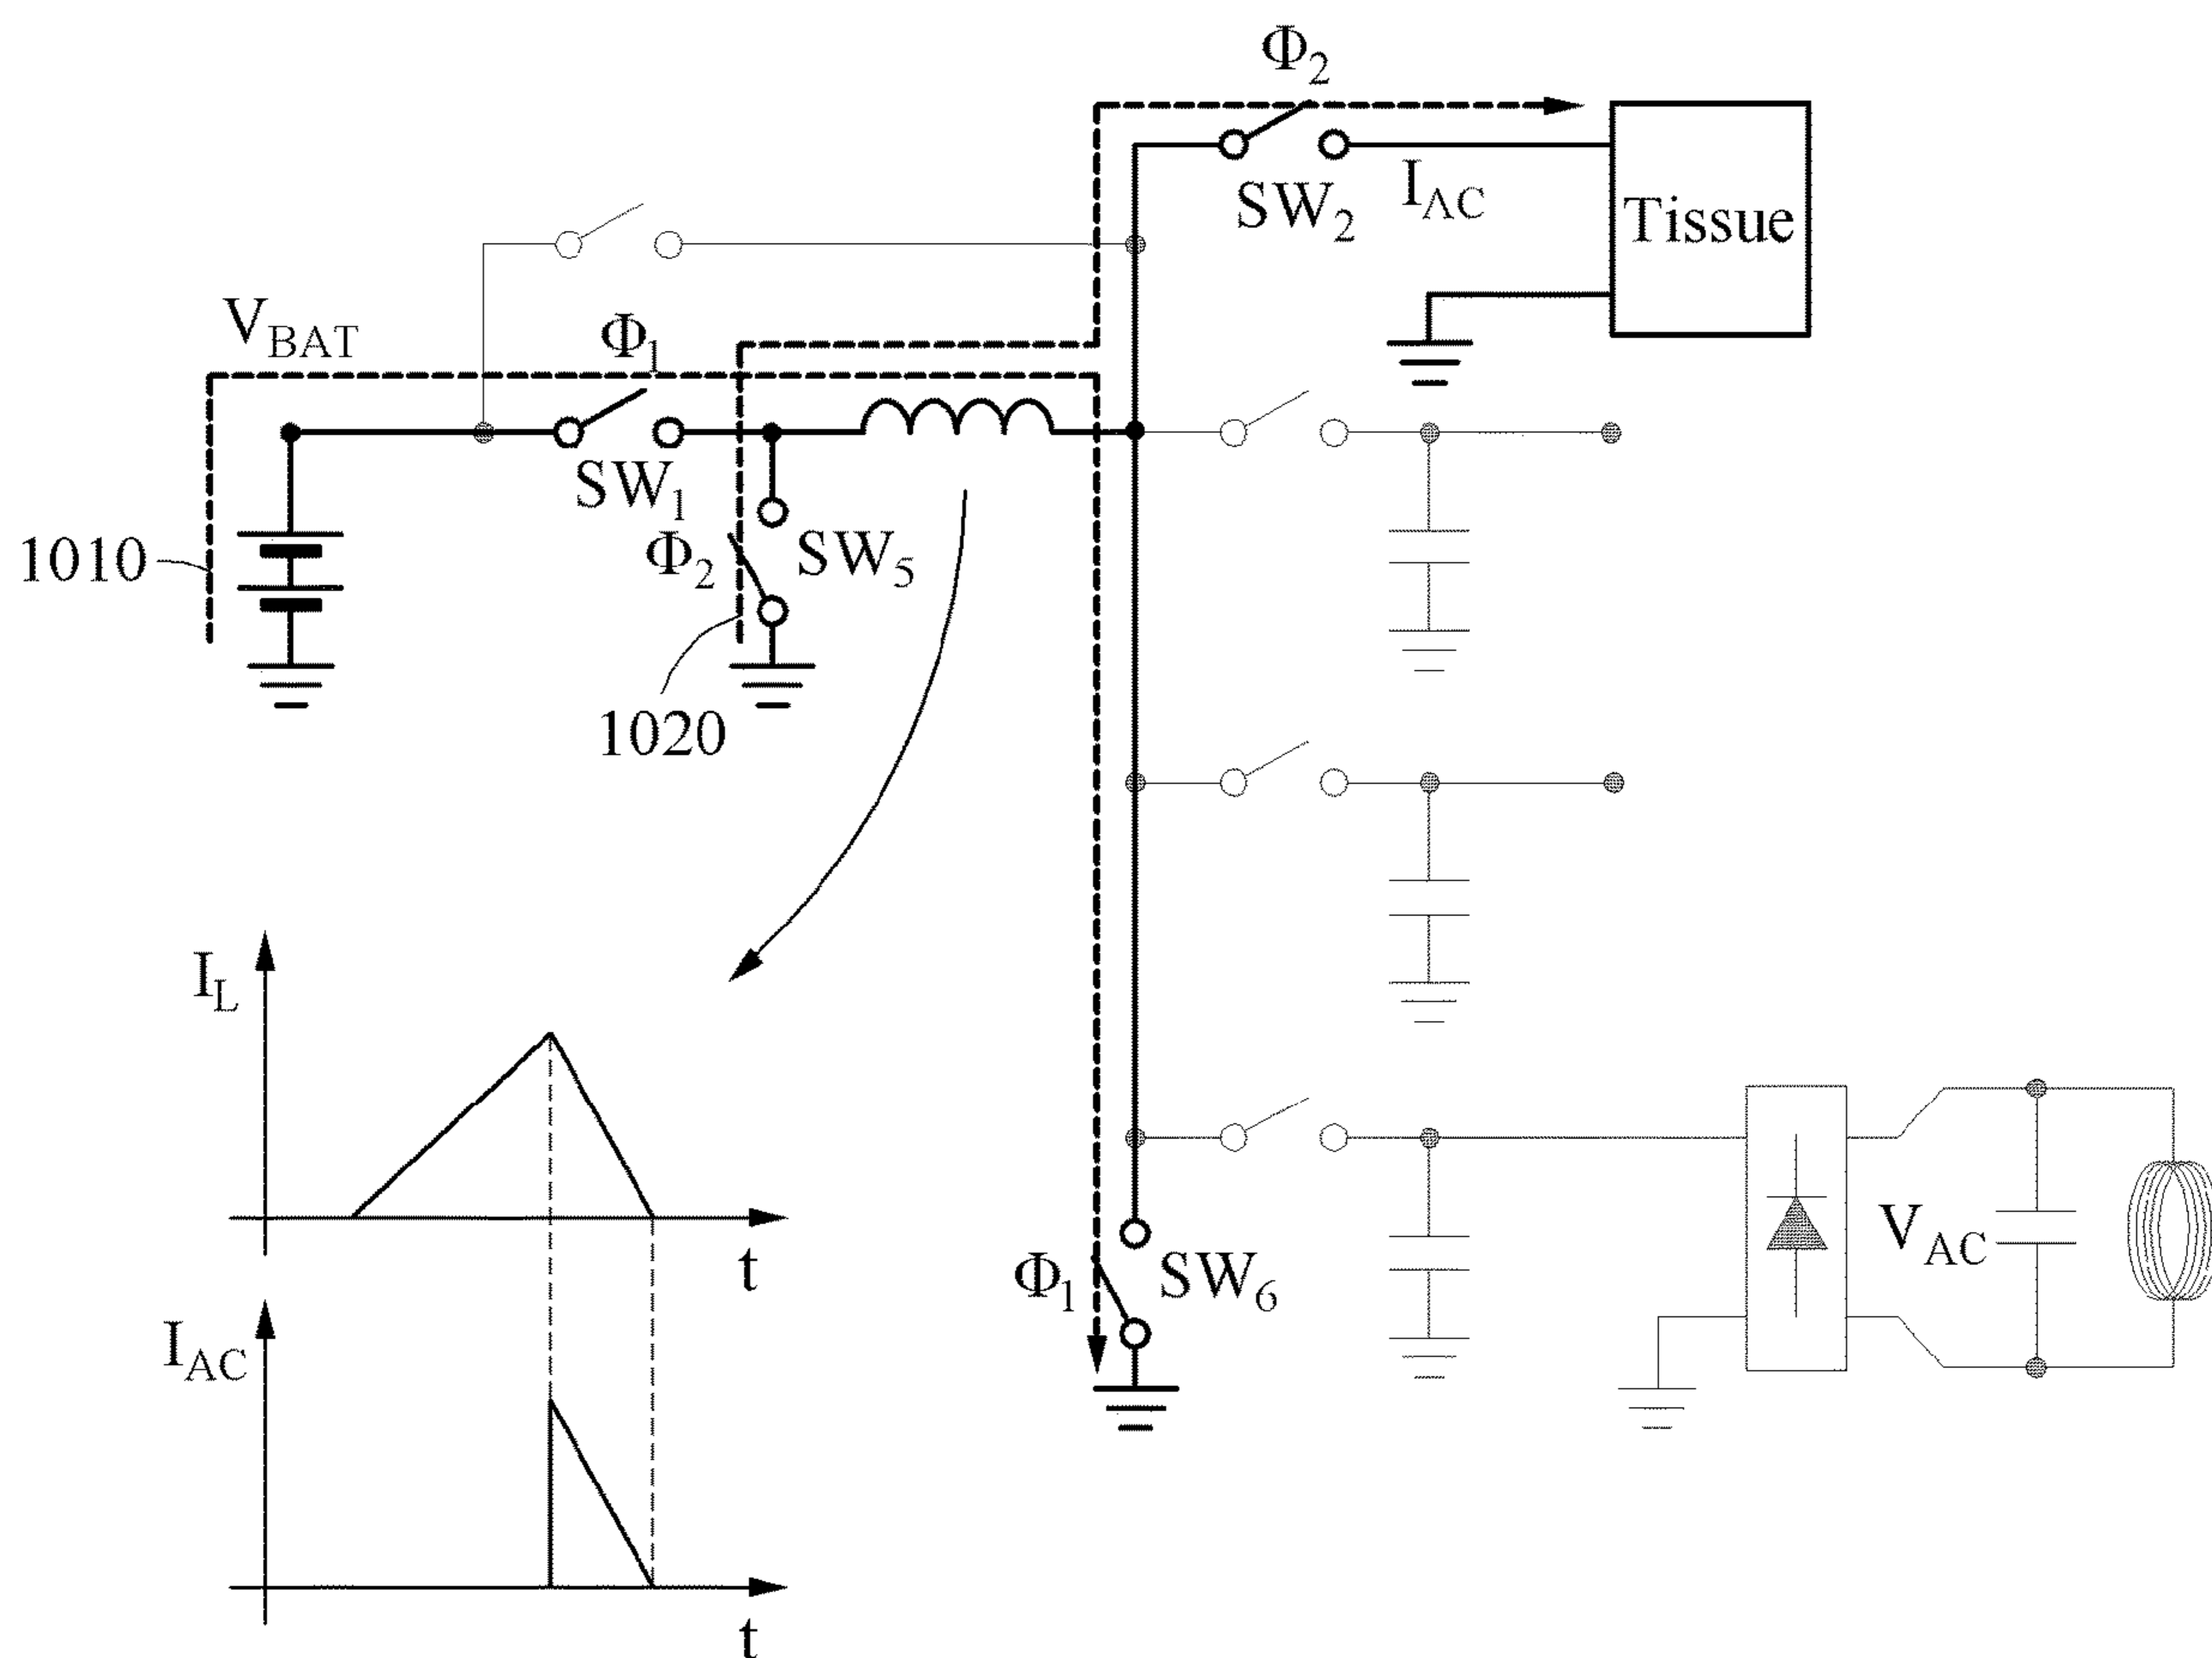 Φ2
SW2
IAC
Tissue
VBAT
Φ1
SW1
1010
Φ2
SW5
1020
IL
t
Φ1
SW6
VAC
IAC
t